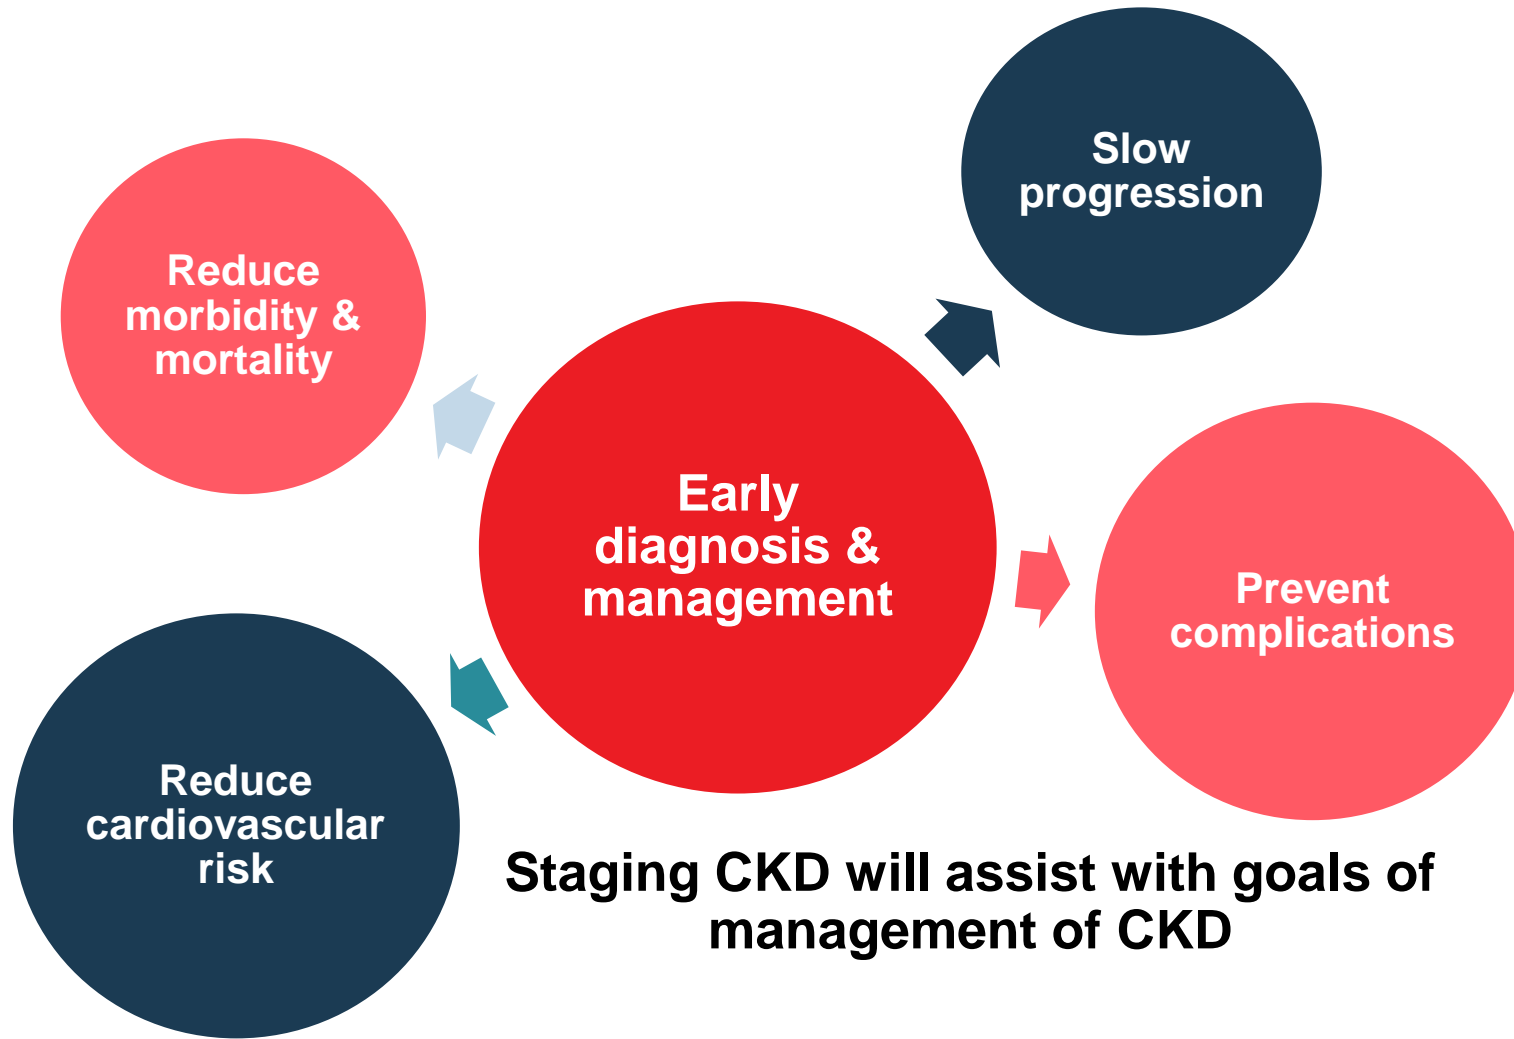 Slow
progression
Reduce
morbidity &
mortality
Early
diagnosis &
management
Prevent
complications
Reduce
cardiovascular
risk
Staging CKD will assist with goals of
management of CKD